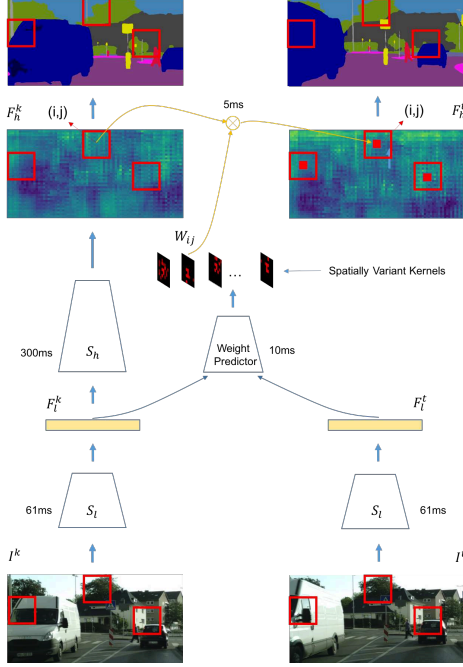 F_h^k
(i,j)
5ms
(i,j)
W_ij
...
Spatially Variant Kernels
300ms
S_h
Weight
Predictor
10ms
F_l^k
F_l^t
61ms
S_l
S_l
61ms
I^k